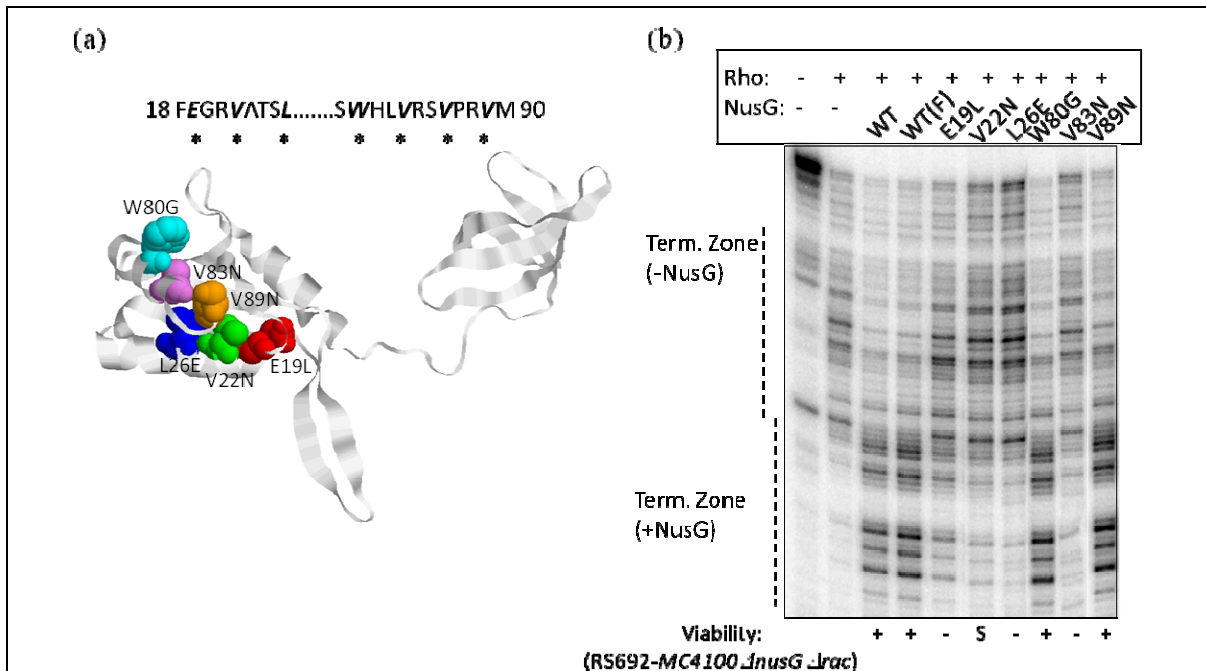 (a)
18 FEGRVATSL.......SWHLVRSVPRVM 90
* * * * * * *
W80G
V83N
V89N
L26E
V22N
E19L
(b)
Rho: - + + + + + + + + +
NusG: - - WT WT(F) E19L V22N L26E W80G V83N V89N
Term. Zone
(-NusG)
Term. Zone
(+NusG)
Viability: + + - S - + - +
(RS692-MC4100 ΔnusG Δrac)